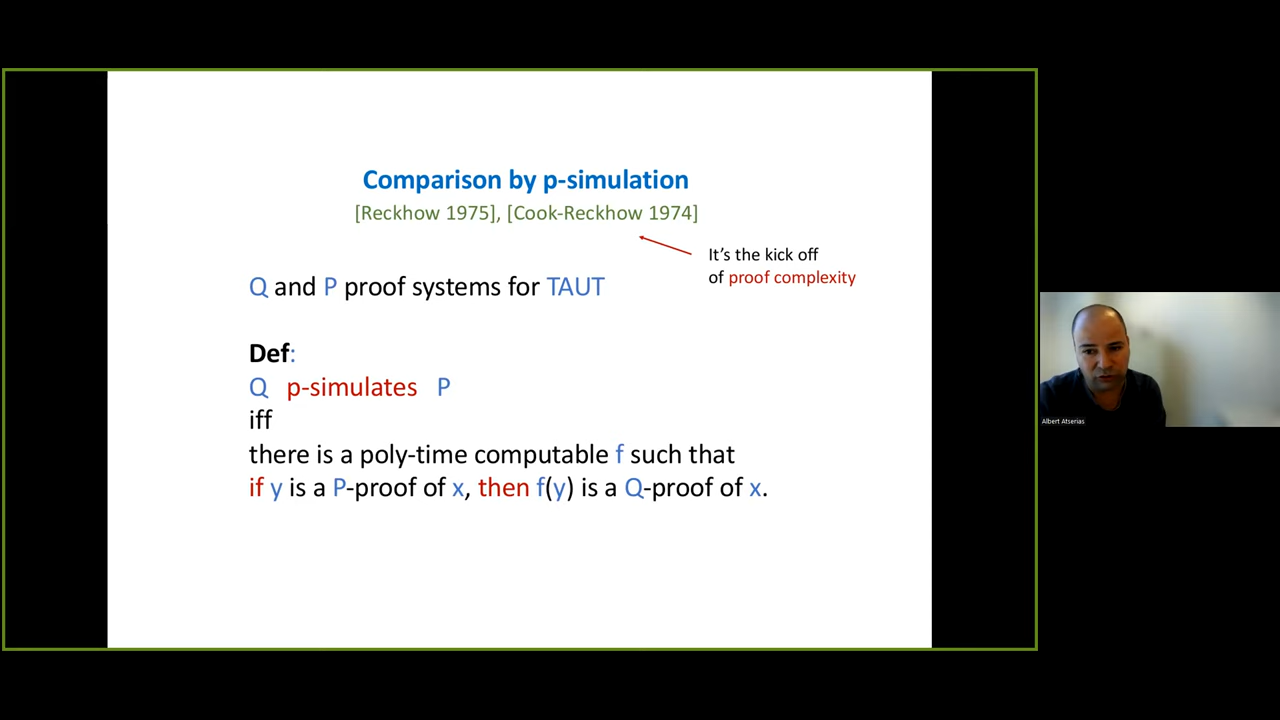 Comparison by p-simulation
[Reckhow 1975], [Cook-Reckhow 1974]
It's the kick off
of proof complexity
Q and P proof systems for TAUT
Def:
Q p-simulates P
iff
there is a poly-time computable f such that
if y is a P-proof of x, then f(y) is a Q-proof of x.
Albert Atserias